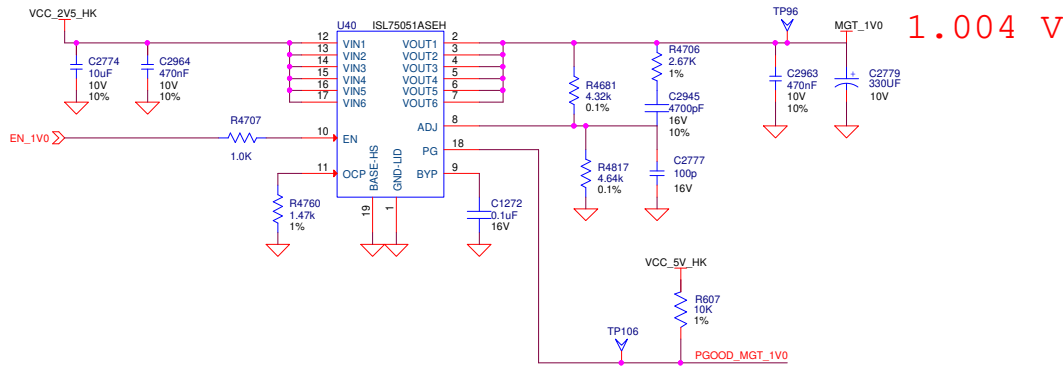 VCC_2V5_HK
U40
ISL75051ASEH
TP96
MGT_1V0
1.004 V
12
13
14
15
16
17
VIN1
VIN2
VIN3
VIN4
VIN5
VIN6
VOUT1
VOUT2
VOUT3
VOUT4
VOUT5
VOUT6
2
3
4
5
6
7
C2774
10uF
10V
10%
C2964
470nF
10V
10%
R4681
4.32k
0.1%
R4706
2.67K
1%
C2945
4700pF
16V
10%
C2963
470nF
10V
10%
C2779
330UF
10V
EN_1V0
R4707
1.0K
10
EN
ADJ
8
PG
18
11
OCP
BASE-HS
GND-LID
BYP
9
19
1
R4760
1.47k
1%
C1272
0.1uF
16V
R4817
4.64k
0.1%
C2777
100p
16V
VCC_5V_HK
R607
10K
1%
TP106
PGOOD_MGT_1V0